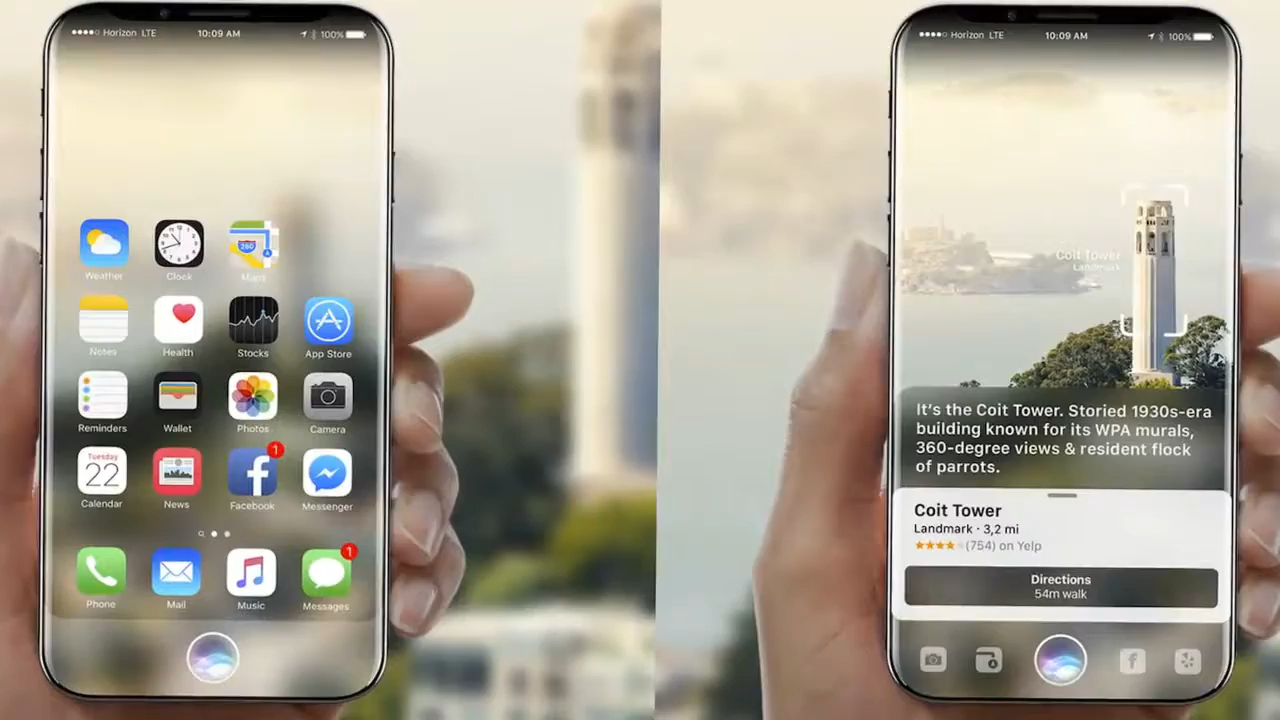 Horizon LTE
10:09 AM
100%
Weather
Clock
280
Maps
Notes
Health
Stocks
App Store
Reminders
Wallet
Photos
Camera
Tuesday
22
Calendar
News
1
Facebook
Messenger
Phone
Mail
Music
1
Messages
Horizon LTE
10:09 AM
100%
Coit Tower
Landmark
It's the Coit Tower. Storied 1930s-era
building known for its WPA murals,
360-degree views & resident flock
of parrots.
Coit Tower
Landmark · 3,2 mi
(754) on Yelp
Directions
54m walk